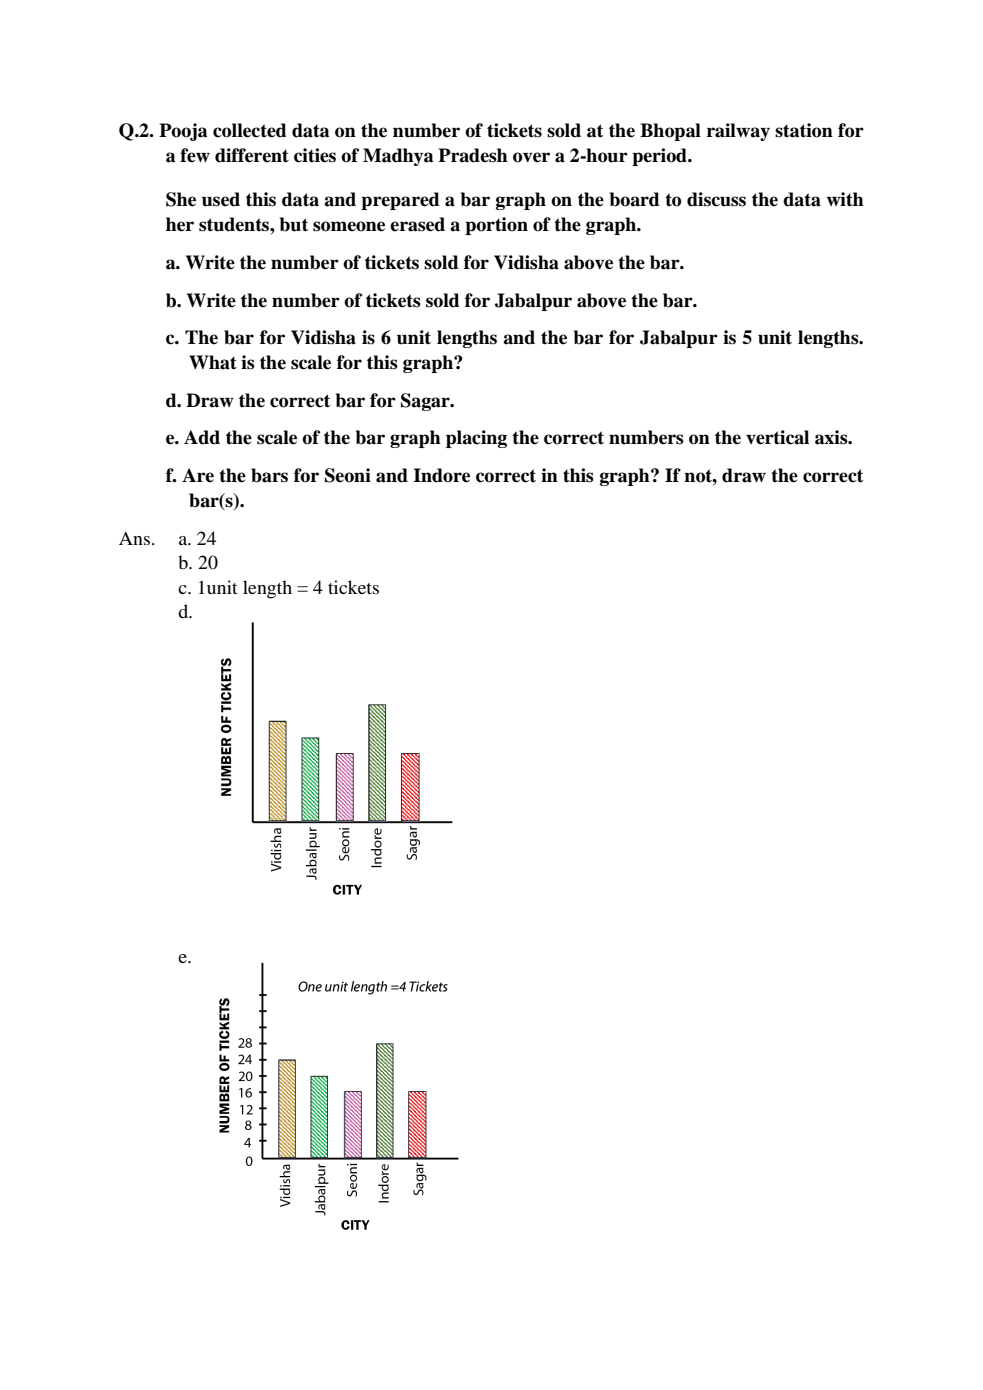 Q.2. Pooja collected data on the number of tickets sold at the Bhopal railway station for
a few different cities of Madhya Pradesh over a 2-hour period.
She used this data and prepared a bar graph on the board to discuss the data with
her students, but someone erased a portion of the graph.
a. Write the number of tickets sold for Vidisha above the bar.
b. Write the number of tickets sold for Jabalpur above the bar.
c. The bar for Vidisha is 6 unit lengths and the bar for Jabalpur is 5 unit lengths.
What is the scale for this graph?
d. Draw the correct bar for Sagar.
e. Add the scale of the bar graph placing the correct numbers on the vertical axis.
f. Are the bars for Seoni and Indore correct in this graph? If not, draw the correct
bar(s).
Ans. a. 24
b. 20
c. 1unit length = 4 tickets
d.
NUMBER OF TICKETS
Vidisha
Jabalpur
Seoni
Indore
Sagar
CITY
e.
One unit length =4 Tickets
NUMBER OF TICKETS
28
24
20
16
12
8
4
0
Vidisha
Jabalpur
Seoni
Indore
Sagar
CITY